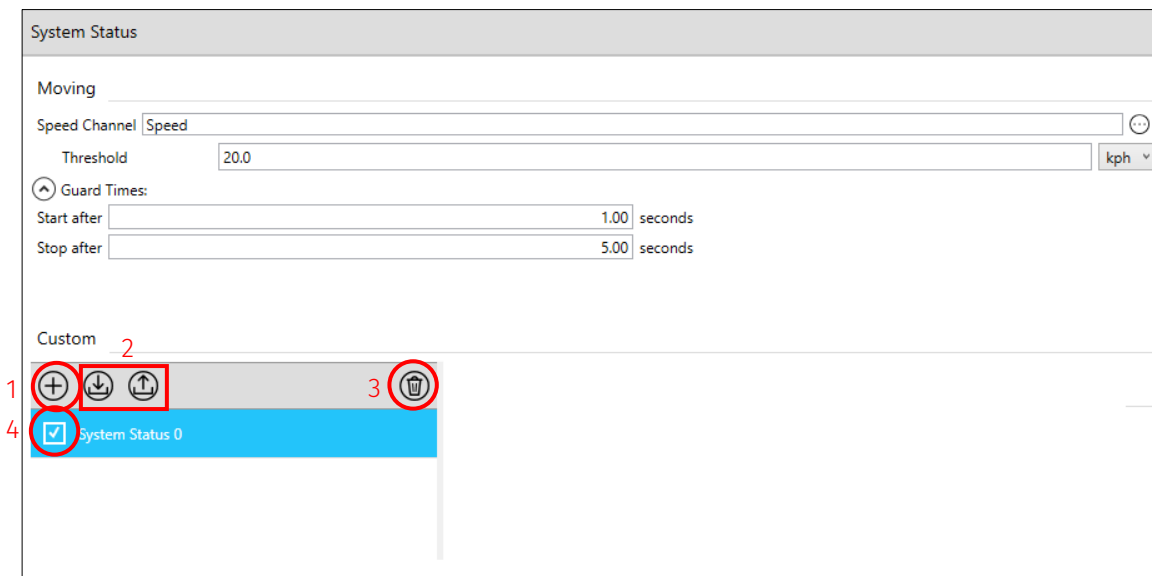 System Status
Moving
Speed Channel Speed
Threshold 20.0 kph
Guard Times:
Start after 1.00 seconds
Stop after 5.00 seconds
Custom
2
1 3
4 System Status 0